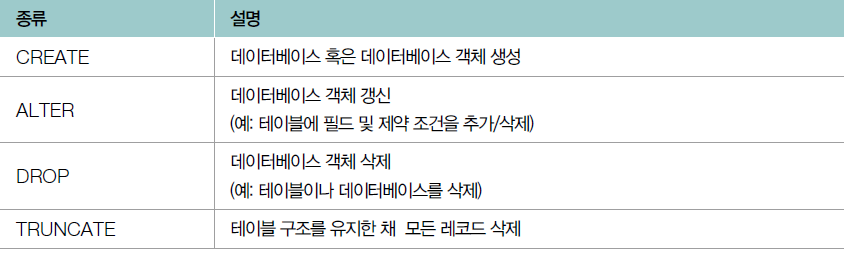 종류 설명
CREATE 데이터베이스 혹은 데이터베이스 객체 생성
ALTER 데이터베이스 객체 갱신
(예: 테이블에 필드 및 제약 조건을 추가/삭제)
DROP 데이터베이스 객체 삭제
(예: 테이블이나 데이터베이스를 삭제)
TRUNCATE 테이블 구조를 유지한 채 모든 레코드 삭제